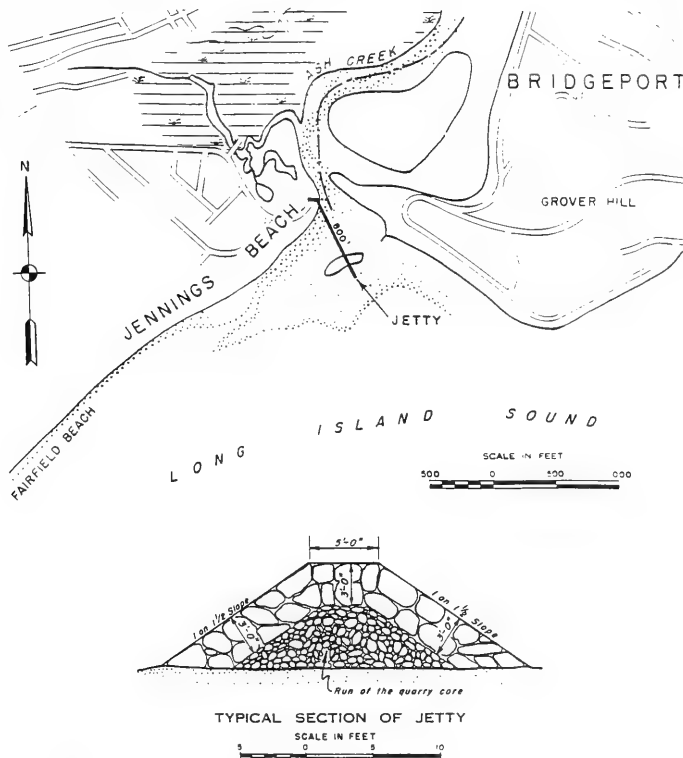 ASH CREEK
BRIDGEPORT
N
GROVER HILL
800'
JENNINGS BEACH
JETTY
FAIRFIELD BEACH
LONG ISLAND SOUND
SCALE IN FEET
500 0 500 000
5'-0"
3'-0"
1 on 1½ Slope
1 on 1½ Slope
3'-0"
3'-0"
Run of the quarry core
TYPICAL SECTION OF JETTY
SCALE IN FEET
5 0 5 10